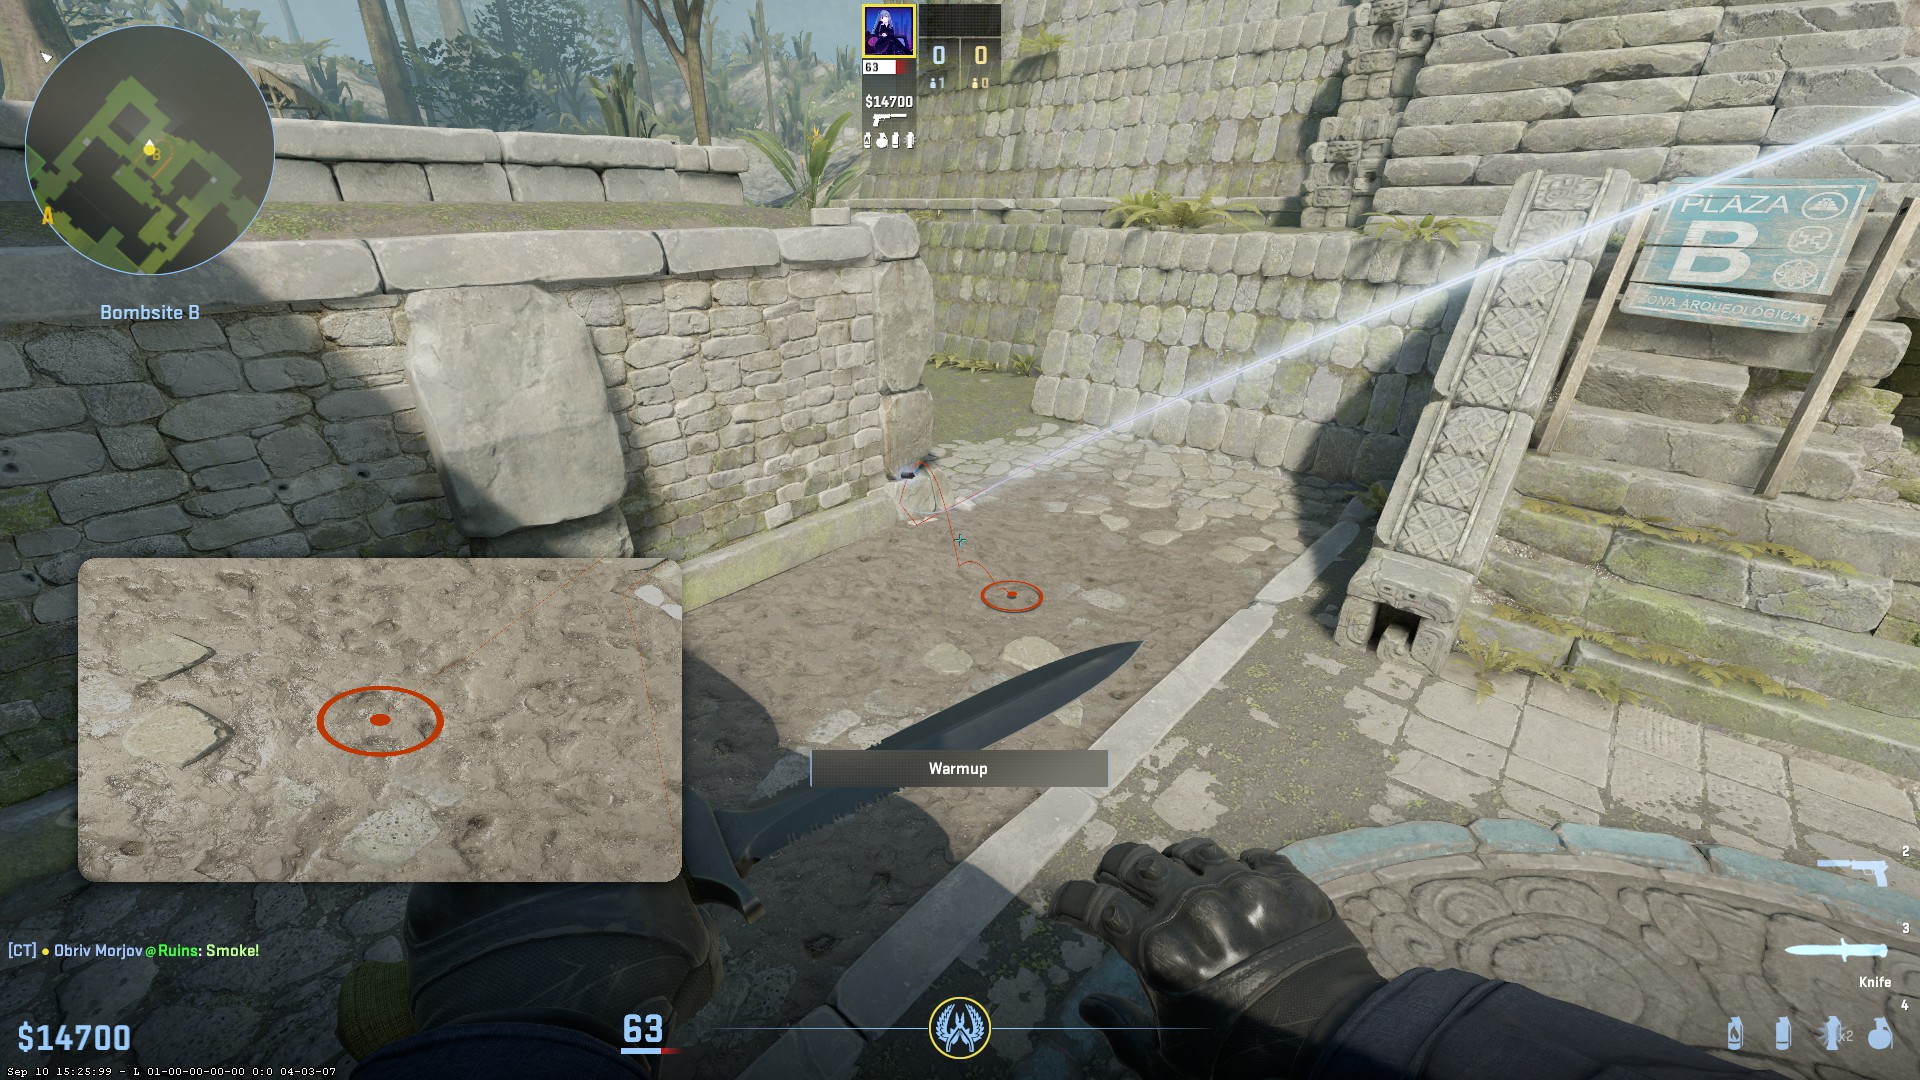 63
0 0
1 0
$14700
B
A
Bombsite B
PLAZA
B
ZONA ARQUEOLÓGICA
Warmup
2
3
Knife
4
x2
[CT] ● Obriv Morjov@Ruins: Smoke!
$14700
63
Sep 10 15:25:99 - L 01-00-00-00-00 0:0 04-03-07